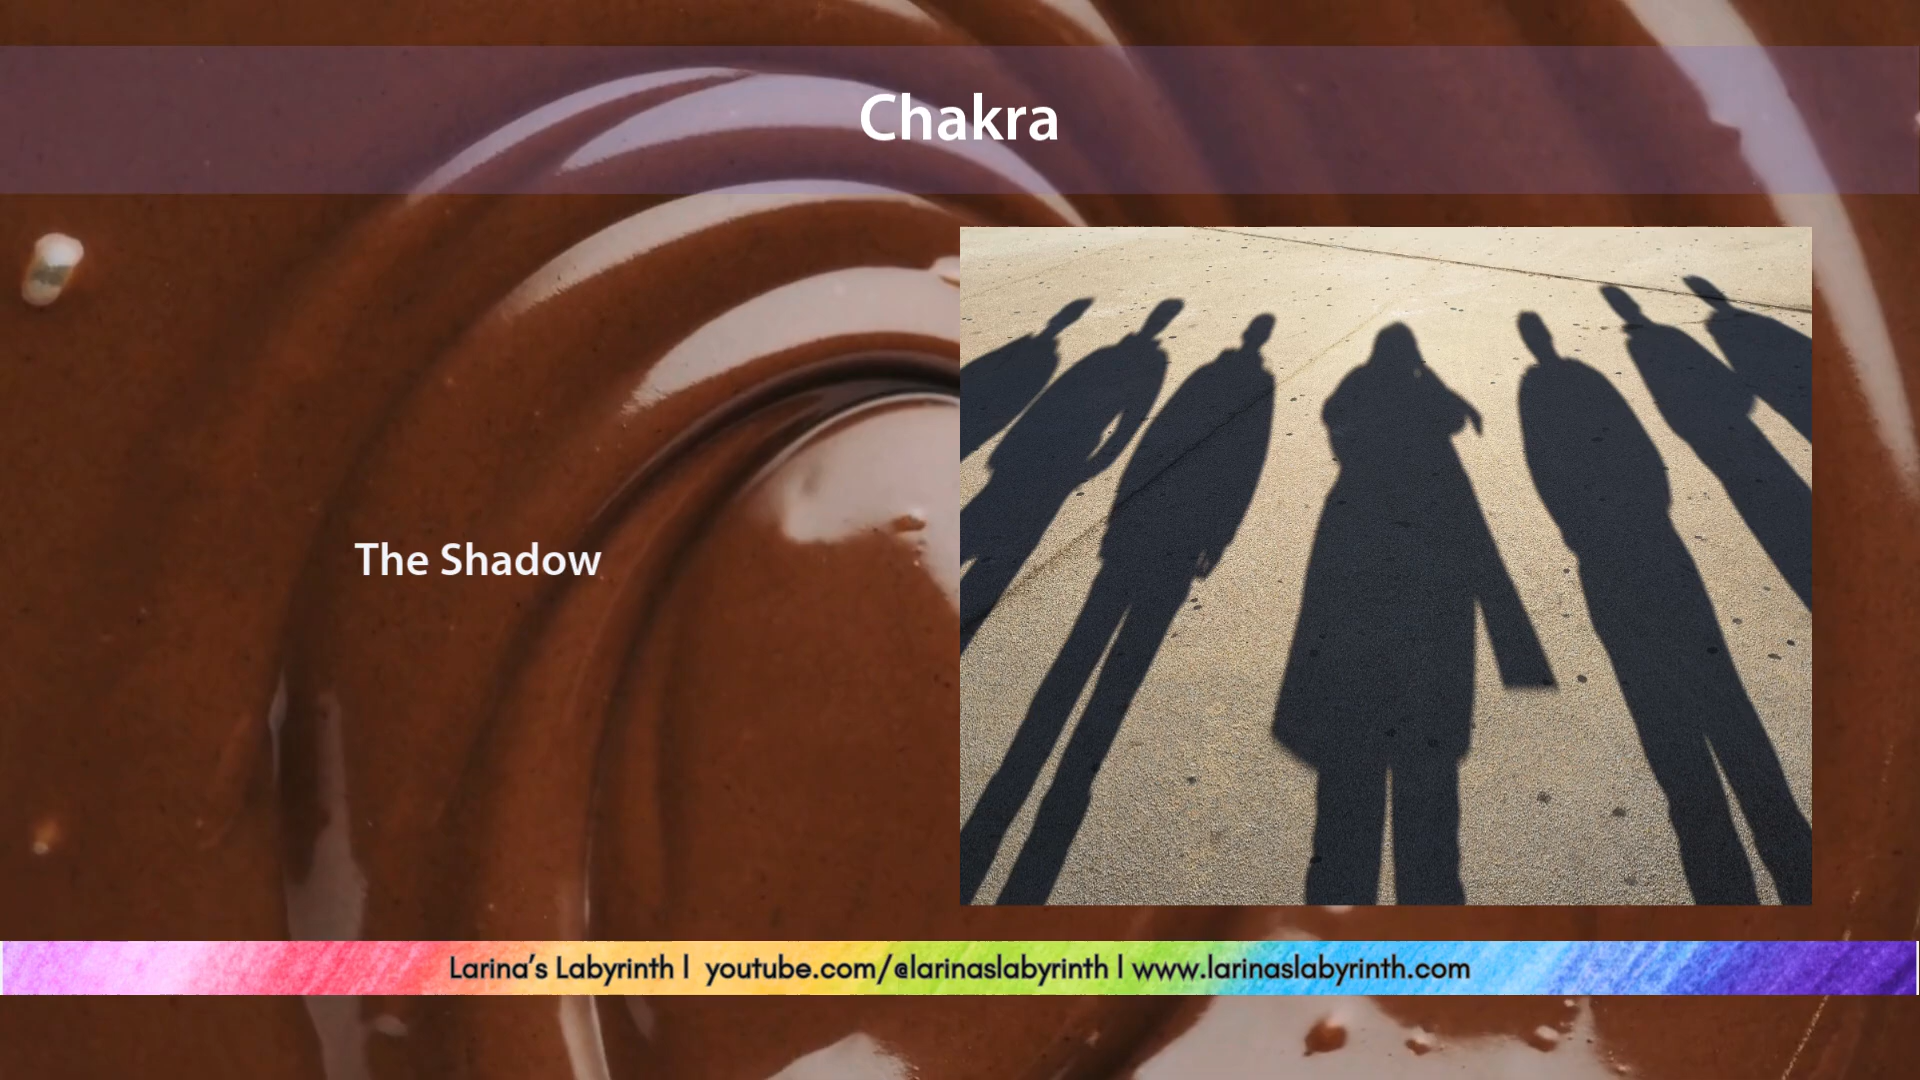 Chakra
The Shadow
Larina's Labyrinth | youtube.com/@larinaslabyrinth | www.larinaslabyrinth.com